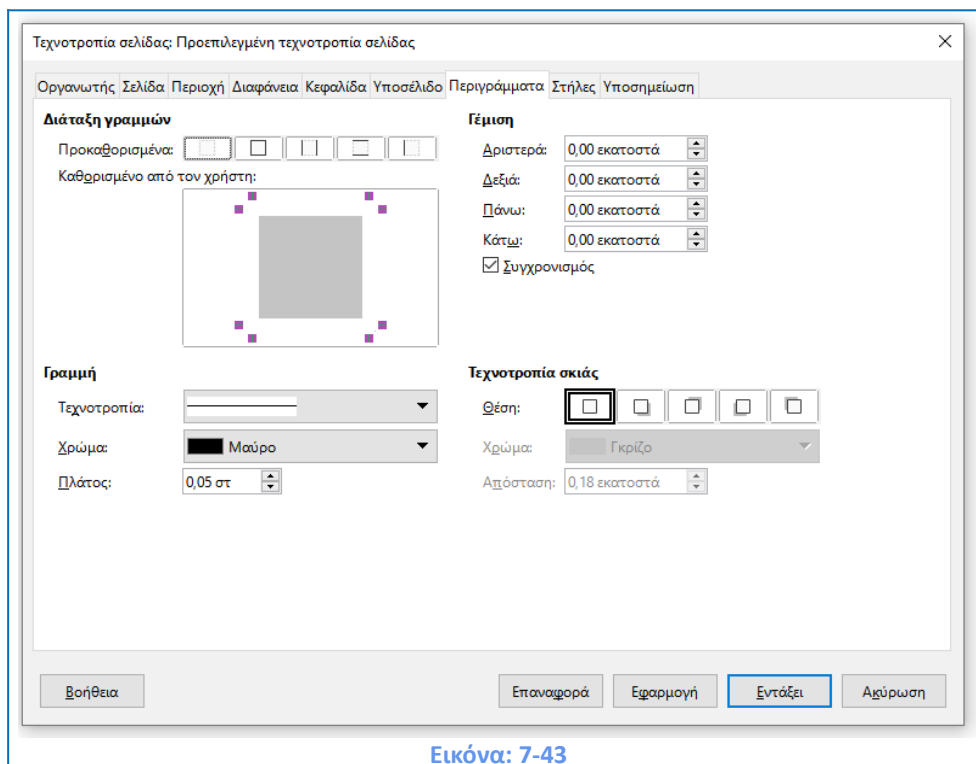 Τεχνοτροπία σελίδας: Προεπιλεγμένη τεχνοτροπία σελίδας
Οργανωτής Σελίδα Περιοχή Διαφάνεια Κεφαλίδα Υποσέλιδο Περιγράμματα Στήλες Υποσημείωση
Διάταξη γραμμών
Προκαθορισμένα:
Καθορισμένο από τον χρήστη:
Γέμιση
Αριστερά: 0,00 εκατοστά
Δεξιά: 0,00 εκατοστά
Πάνω: 0,00 εκατοστά
Κάτω: 0,00 εκατοστά
Συγχρονισμός
Γραμμή
Τεχνοτροπία:
Χρώμα: Μαύρο
Πλάτος: 0,05 στ
Τεχνοτροπία σκιάς
Θέση:
Χρώμα: Γκρίζο
Απόσταση: 0,18 εκατοστά
Βοήθεια Επαναφορά Εφαρμογή Εντάξει Ακύρωση
Εικόνα: 7-43